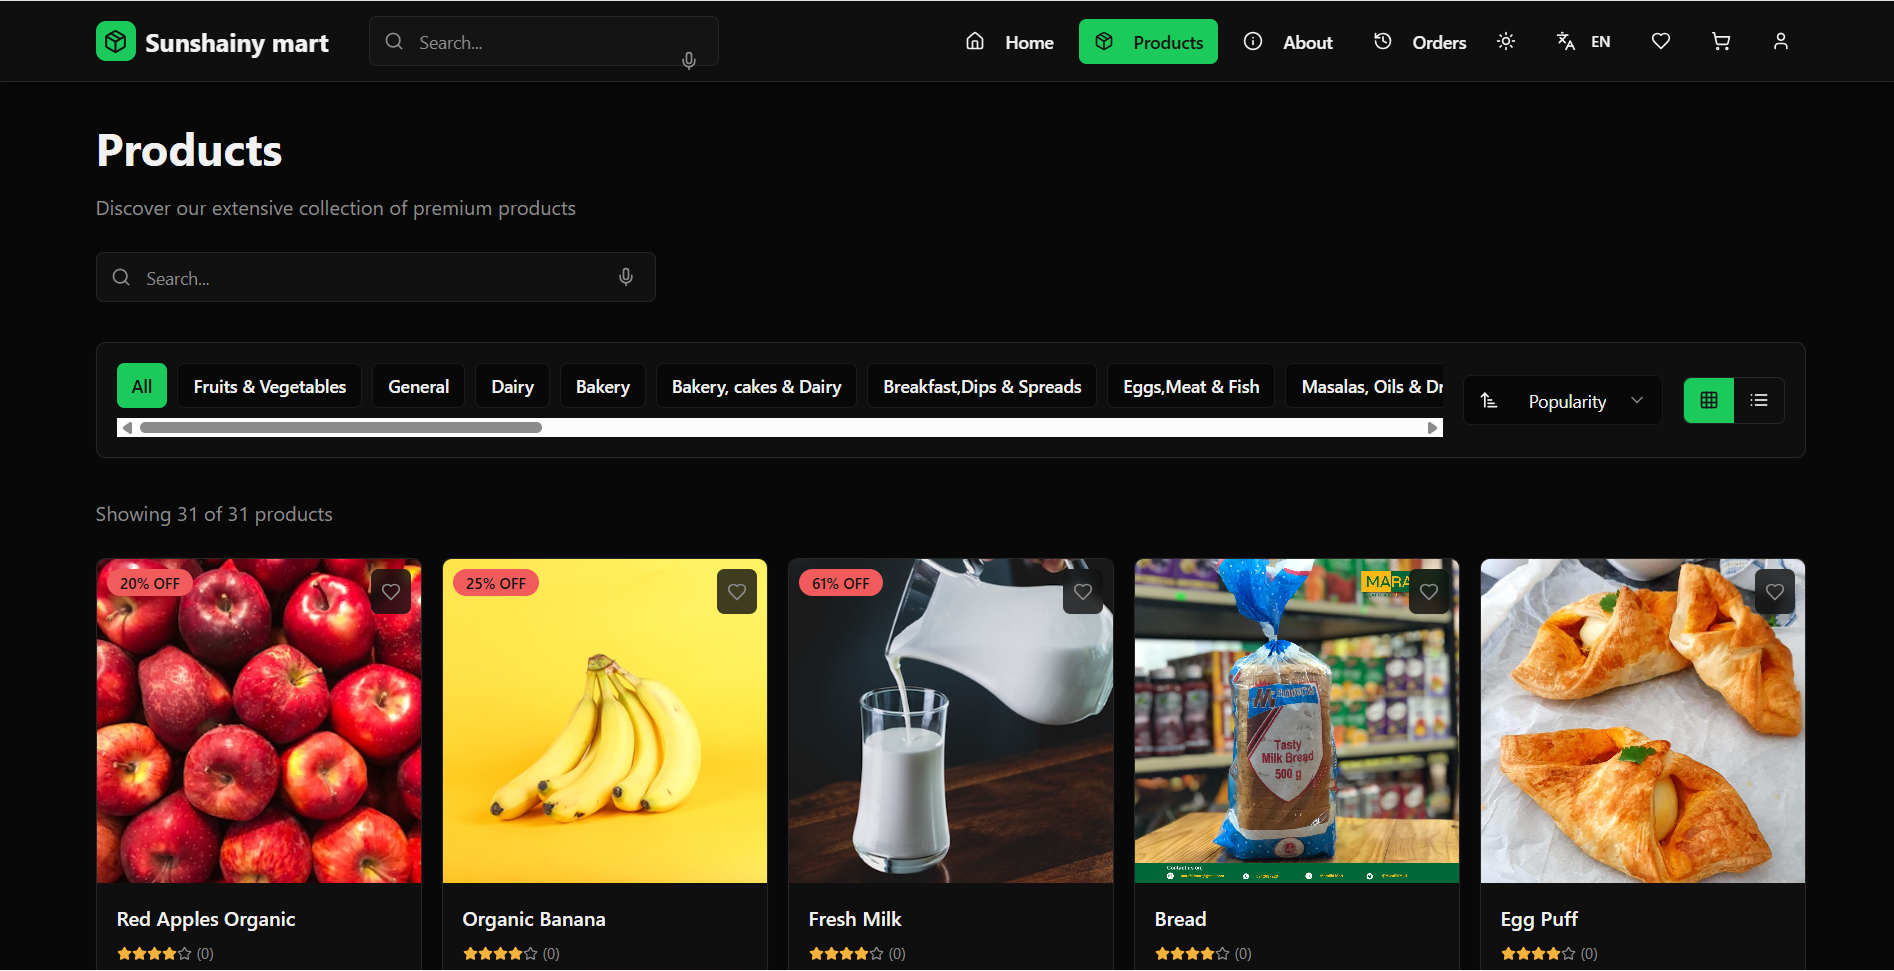 Sunshainy mart
Search...
Home
Products
About
Orders
EN
Products
Discover our extensive collection of premium products
Search...
All
Fruits & Vegetables
General
Dairy
Bakery
Bakery, cakes & Dairy
Breakfast,Dips & Spreads
Eggs,Meat & Fish
Masalas, Oils & Dr
Popularity
Showing 31 of 31 products
20% OFF
25% OFF
61% OFF
MARA
Tasty
Milk Bread
500 g
Contact us on:
Red Apples Organic
Organic Banana
Fresh Milk
Bread
Egg Puff
(0)
(0)
(0)
(0)
(0)